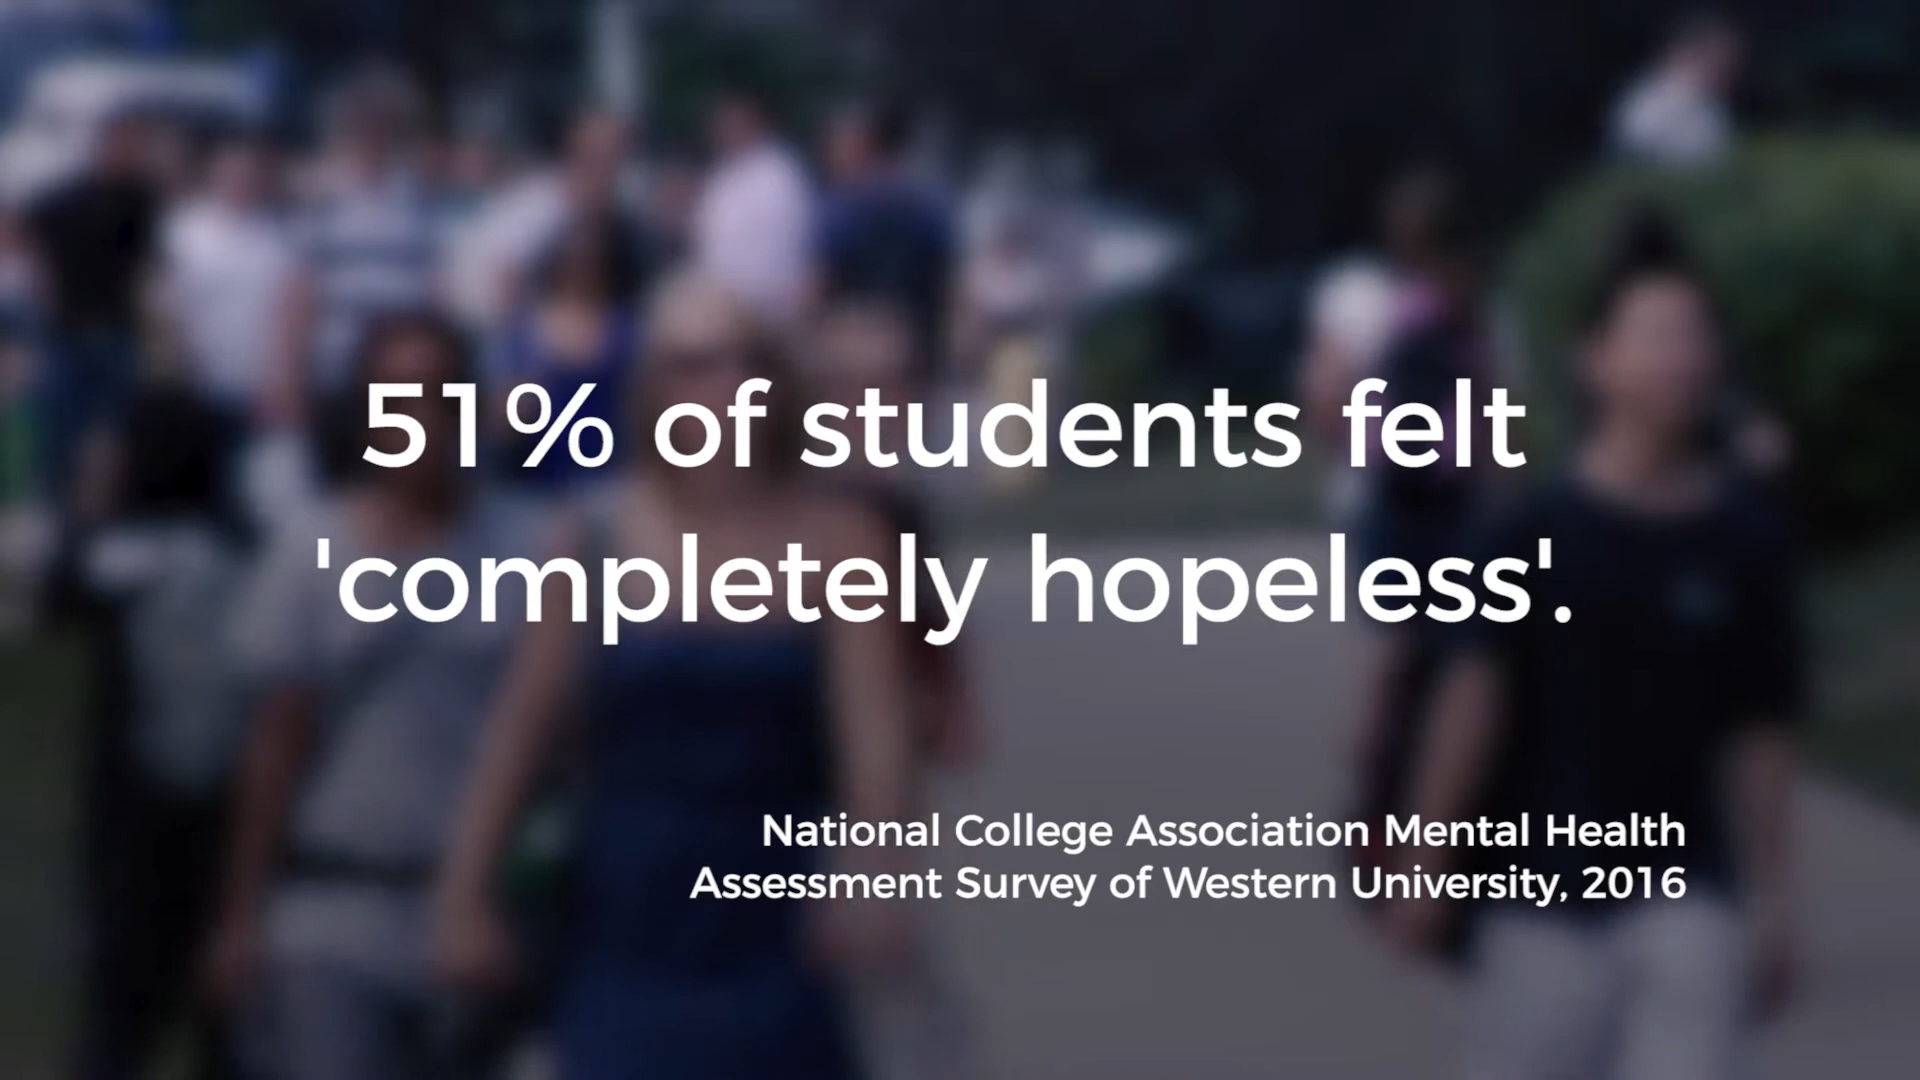 51% of students felt
'completely hopeless'.
National College Association Mental Health
Assessment Survey of Western University, 2016